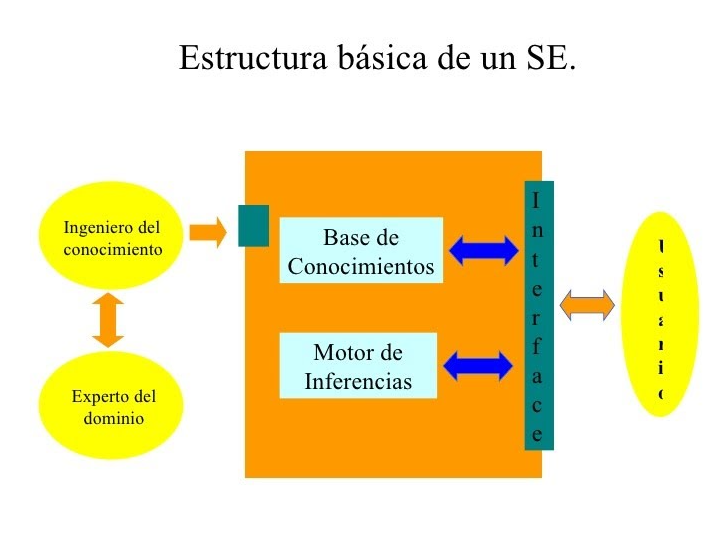 Estructura básica de un SE.
Ingeniero del
conocimiento
Experto del
dominio
Base de
Conocimientos
Motor de
Inferencias
Interface
Usuario